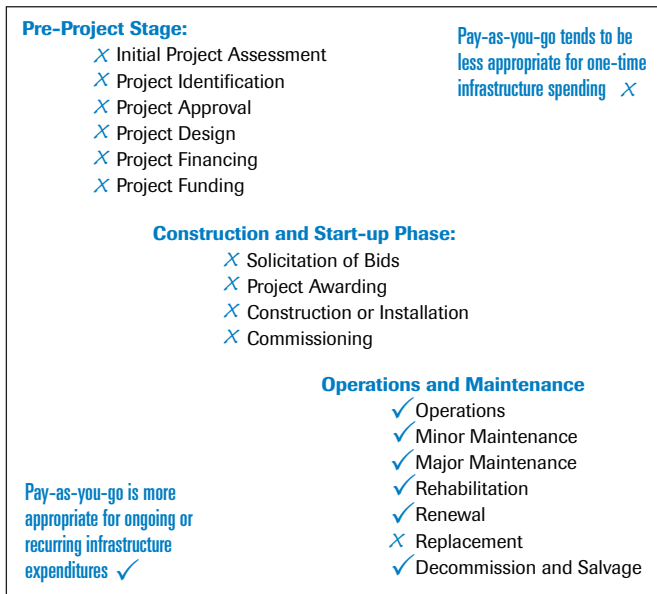 Pre-Project Stage:
X Initial Project Assessment
X Project Identification
X Project Approval
X Project Design
X Project Financing
X Project Funding
Pay-as-you-go tends to be
less appropriate for one-time
infrastructure spending X
Construction and Start-up Phase:
X Solicitation of Bids
X Project Awarding
X Construction or Installation
X Commissioning
Operations and Maintenance
✓ Operations
✓ Minor Maintenance
✓ Major Maintenance
✓ Rehabilitation
✓ Renewal
X Replacement
✓ Decommission and Salvage
Pay-as-you-go is more
appropriate for ongoing or
recurring infrastructure
expenditures ✓